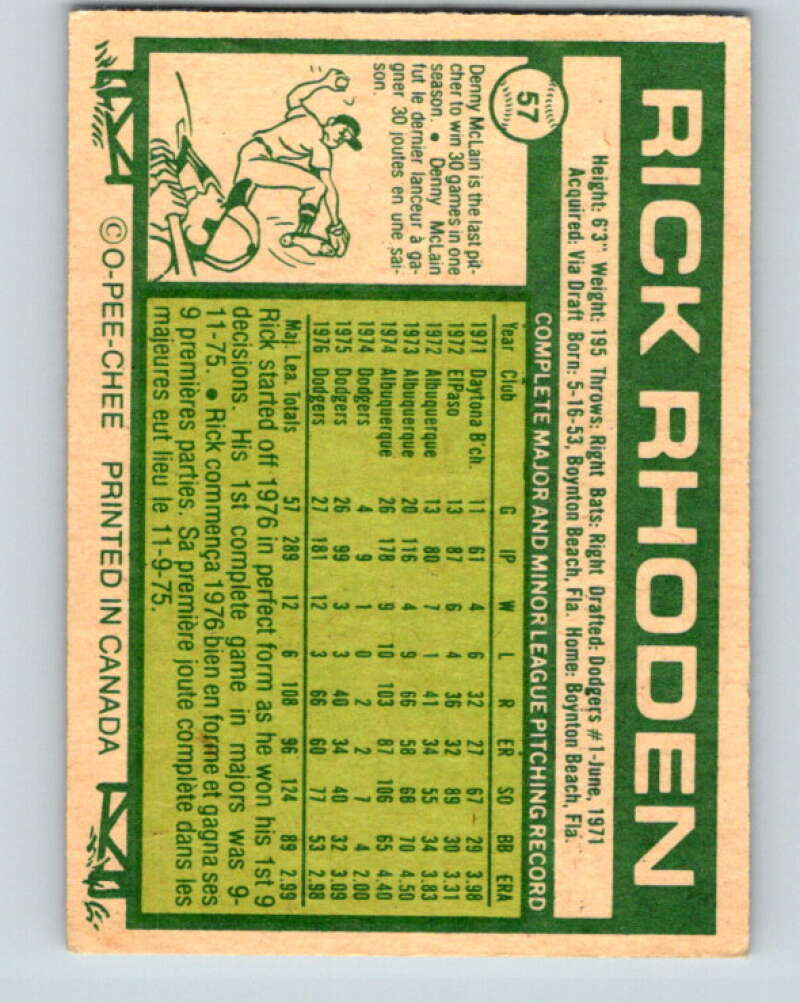 RICK RHODEN
Height: 6'3" Weight: 195 Throws: Right Bats: Right Drafted: Dodgers #1-June, 1971
Acquired: Via Draft Born: 5-16-53, Boynton Beach, Fla. Home: Boynton Beach, Fla.
57
COMPLETE MAJOR AND MINOR LEAGUE PITCHING RECORD
Denny McLain is the last pit-
cher to win 30 games in one
season. • Denny McLain
fut le dernier lanceur à ga-
gner 30 joutes en une sai-
son.
Year Club G IP W L R ER SO BB ERA
1971 Daytona B'ch. 11 61 4 6 32 27 67 29 3.98
1972 ElPaso 13 87 6 4 36 32 89 30 3.31
1972 Albuquerque 13 80 7 1 41 34 55 34 3.83
1973 Albuquerque 20 116 4 9 66 58 68 70 4.50
1974 Albuquerque 26 178 9 10 103 87 106 65 4.40
1974 Dodgers 4 9 1 0 2 2 7 4 2.00
1975 Dodgers 26 99 3 3 40 34 40 32 3.09
1976 Dodgers 27 181 12 3 66 60 77 53 2.98
Maj. Lea. Totals 57 289 12 6 108 96 124 89 2.99
Rick started off 1976 in perfect form as he won his 1st 9
decisions. His 1st complete game in majors was 9-
11-75. • Rick commença 1976 bien en forme et gagna ses
9 premières parties. Sa première joute complète dans les
majeures eut lieu le 11-9-75.
© O-PEE-CHEE PRINTED IN CANADA